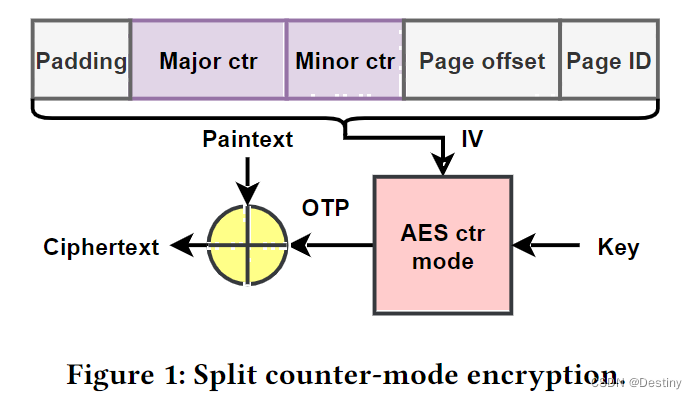 Padding Major ctr Minor ctr Page offset Page ID
Paintext IV
OTP
Ciphertext AES ctr mode Key
Figure 1: Split counter-mode encryption.
CSDN @Destiny